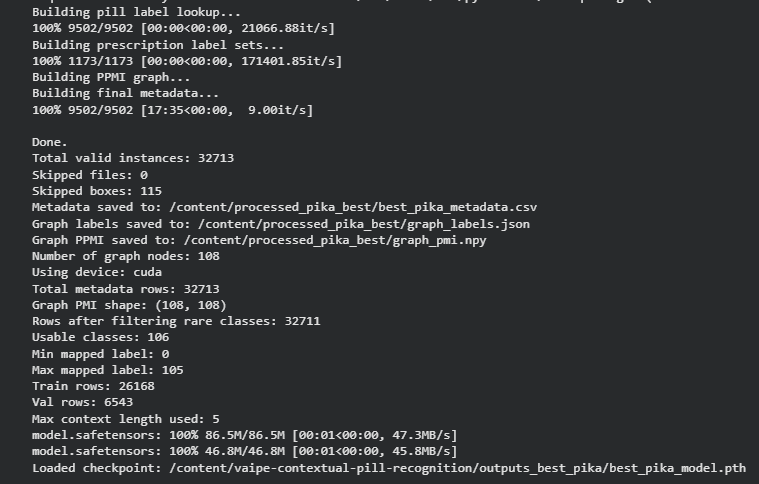 Building pill label lookup...
100% 9502/9502 [00:00<00:00, 21066.88it/s]
Building prescription label sets...
100% 1173/1173 [00:00<00:00, 171401.85it/s]
Building PPMI graph...
Building final metadata...
100% 9502/9502 [17:35<00:00,  9.00it/s]

Done.
Total valid instances: 32713
Skipped files: 0
Skipped boxes: 115
Metadata saved to: /content/processed_pika_best/best_pika_metadata.csv
Graph labels saved to: /content/processed_pika_best/graph_labels.json
Graph PPMI saved to: /content/processed_pika_best/graph_pmi.npy
Number of graph nodes: 108
Using device: cuda
Total metadata rows: 32713
Graph PMI shape: (108, 108)
Rows after filtering rare classes: 32711
Usable classes: 106
Min mapped label: 0
Max mapped label: 105
Train rows: 26168
Val rows: 6543
Max context length used: 5
model.safetensors: 100% 86.5M/86.5M [00:01<00:00, 47.3MB/s]
model.safetensors: 100% 46.8M/46.8M [00:01<00:00, 45.8MB/s]
Loaded checkpoint: /content/vaipe-contextual-pill-recognition/outputs_best_pika/best_pika_model.pth